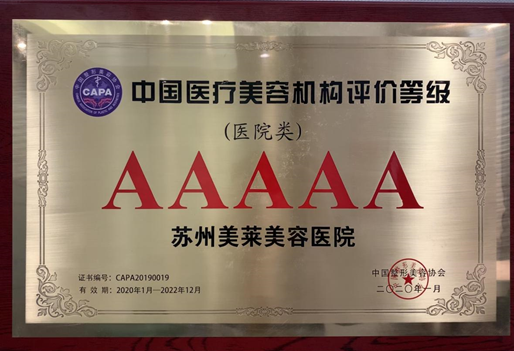 CAPA
中国医疗美容机构评价等级
(医院类)
AAAAA
苏州美莱美容医院
证书编号：CAPA20190019
有 效 期：2020年1月—2022年12月
中国整形美容协会
二〇二〇年一月